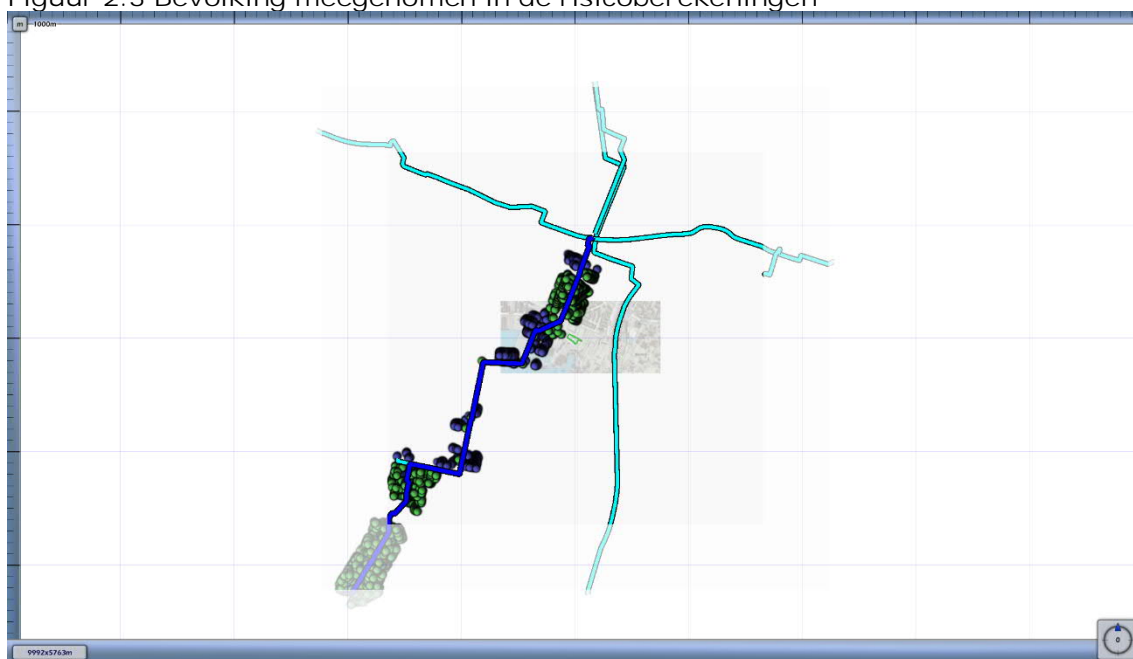 Figuur 2.3 Bevolking meegenomen in de risicoberekeningen
m
1000m
9992x5763m
0